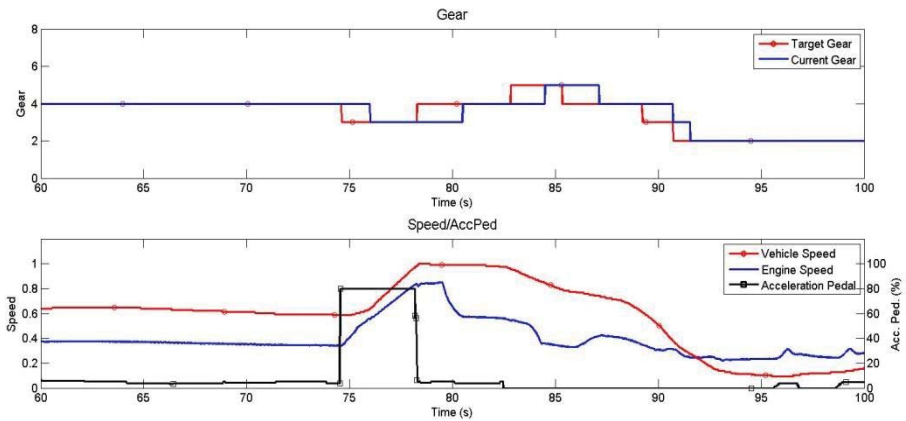 Gear
8
6
4
2
0
Gear
Target Gear
Current Gear
60 65 70 75 80 85 90 95 100
Time (s)
Speed/AccPed
1
0.8
0.6
0.4
0.2
0
Speed
Vehicle Speed
Engine Speed
Acceleration Pedal
100
80
60
40
20
0
Acc. Ped. (%)
60 65 70 75 80 85 90 95 100
Time (s)